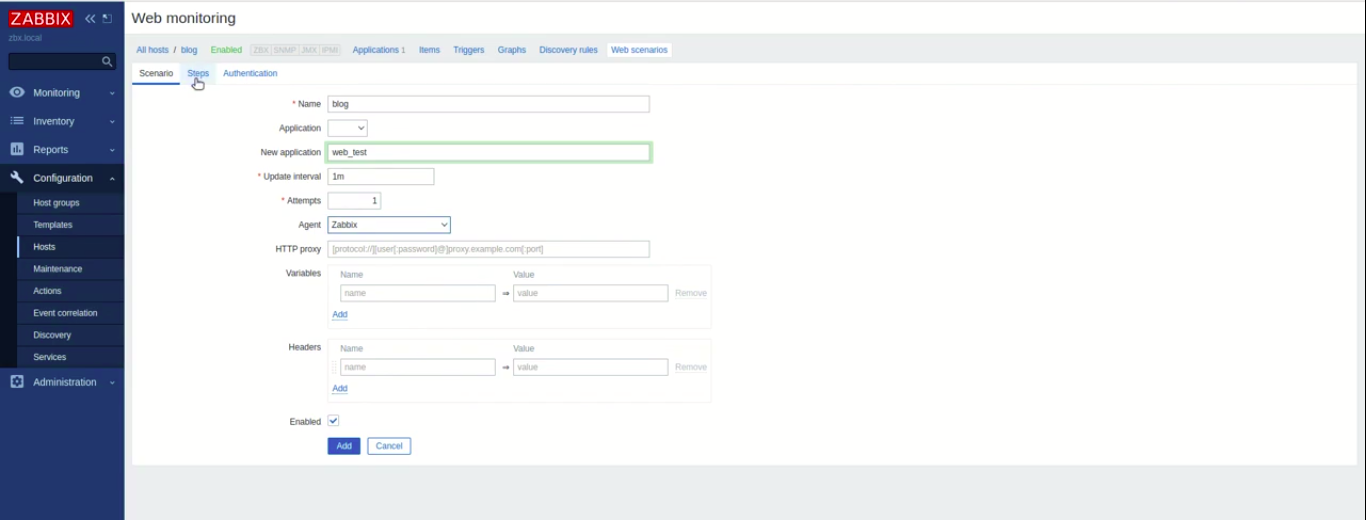 ZABBIX
zbx.local
Monitoring
Inventory
Reports
Configuration
Host groups
Templates
Hosts
Maintenance
Actions
Event correlation
Discovery
Services
Administration
Web monitoring
All hosts / blog Enabled ZBX SNMP JMX IPMI Applications 1 Items Triggers Graphs Discovery rules Web scenarios
Scenario Steps Authentication
* Name blog
Application
New application web_test
* Update interval 1m
* Attempts 1
Agent Zabbix
HTTP proxy [protocol://][user[:password]@]proxy.example.com[:port]
Variables Name Value
name ⇒ value Remove
Add
Headers Name Value
name ⇒ value Remove
Add
Enabled
Add Cancel